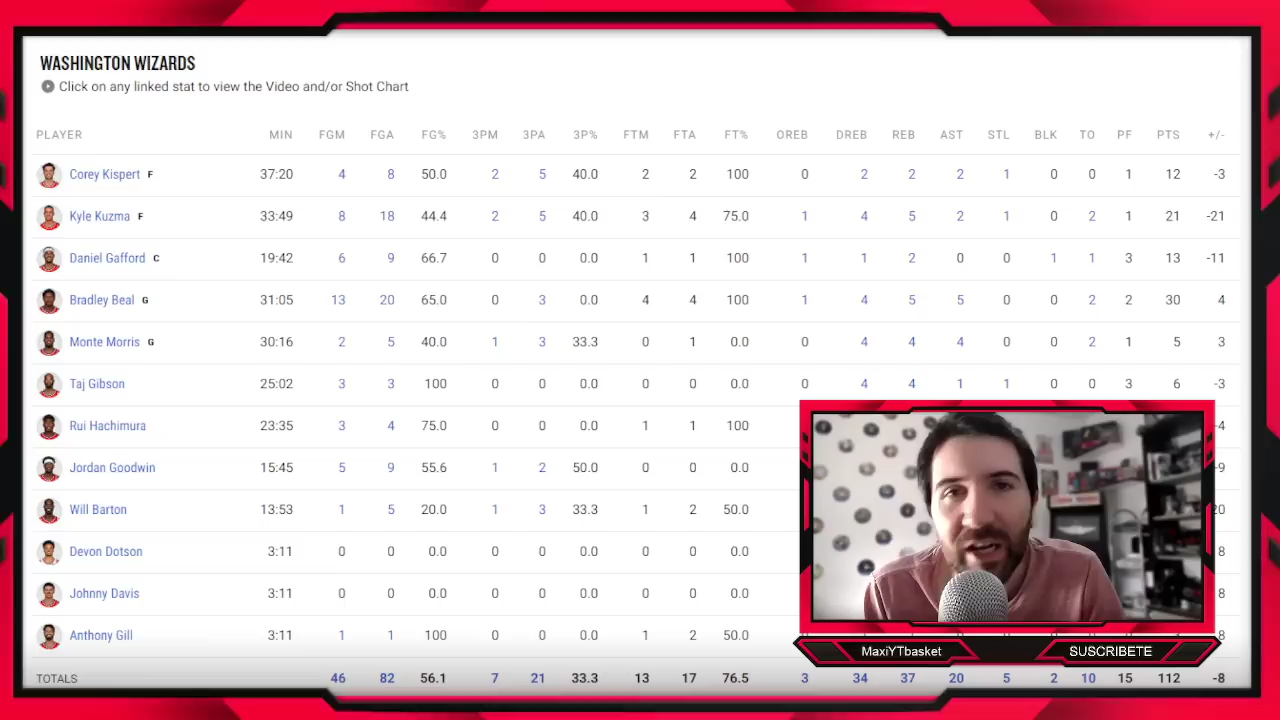 WASHINGTON WIZARDS
Click on any linked stat to view the Video and/or Shot Chart
PLAYER MIN FGM FGA FG% 3PM 3PA 3P% FTM FTA FT% OREB DREB REB AST STL BLK TO PF PTS +/-
Corey Kispert F 37:20 4 8 50.0 2 5 40.0 2 2 100 0 2 2 2 1 0 0 1 12 -3
Kyle Kuzma F 33:49 8 18 44.4 2 5 40.0 3 4 75.0 1 4 5 2 1 0 2 1 21 -21
Daniel Gafford C 19:42 6 9 66.7 0 0 0.0 1 1 100 1 1 2 0 0 1 1 3 13 -11
Bradley Beal G 31:05 13 20 65.0 0 3 0.0 4 4 100 1 4 5 5 0 0 2 2 30 4
Monte Morris G 30:16 2 5 40.0 1 3 33.3 0 1 0.0 0 4 4 4 0 0 2 1 5 3
Taj Gibson 25:02 3 3 100 0 0 0.0 0 0 0.0 0 4 4 1 1 0 0 3 6 -3
Rui Hachimura 23:35 3 4 75.0 0 0 0.0 1 1 100
Jordan Goodwin 15:45 5 9 55.6 1 2 50.0 0 0 0.0
Will Barton 13:53 1 5 20.0 1 3 33.3 1 2 50.0
Devon Dotson 3:11 0 0 0.0 0 0 0.0 0 0 0.0 8
Johnny Davis 3:11 0 0 0.0 0 0 0.0 0 0 0.0 8
Anthony Gill 3:11 1 1 100 0 0 0.0 1 2 50.0 8
TOTALS 46 82 56.1 7 21 33.3 13 17 76.5 3 34 37 20 5 2 10 15 112 -8
MaxiYTbasket
SUSCRIBETE